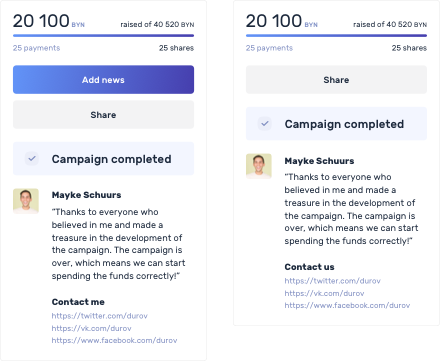 20 100 BYN
raised of 40 520 BYN
25 payments
25 shares
Add news
Share
Campaign completed
Mayke Schuurs
“Thanks to everyone who
believed in me and made a
treasure in the development of
the campaign. The campaign is
over, which means we can start
spending the funds correctly!”
Contact me
https://twitter.com/durov
https://vk.com/durov
https://www.facebook.com/durov
20 100 BYN
raised of 40 520 BYN
25 payments
25 shares
Share
Campaign completed
Mayke Schuurs
“Thanks to everyone who
believed in me and made a
treasure in the development of
the campaign. The campaign is
over, which means we can start
spending the funds correctly!”
Contact us
https://twitter.com/durov
https://vk.com/durov
https://www.facebook.com/durov